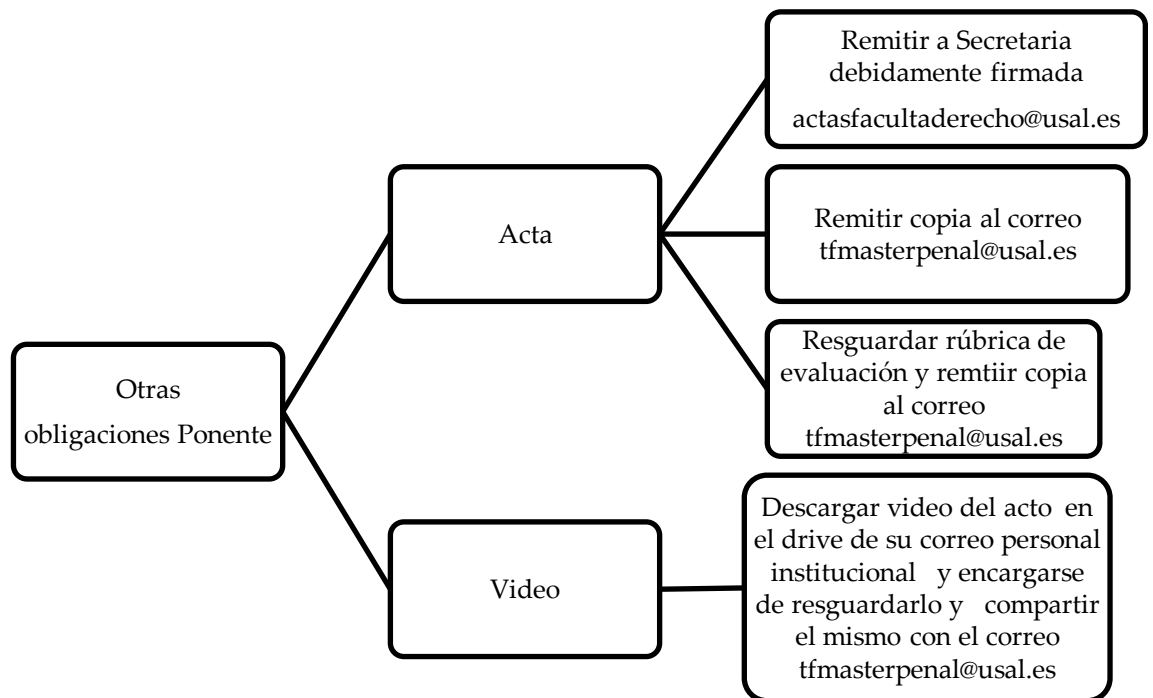 Otras
obligaciones Ponente
Acta
Remitir a Secretaria
debidamente firmada
actasfacultaderecho@usal.es
Remitir copia al correo
tfmasterpenal@usal.es
Resguardar rúbrica de
evaluación y remtiir copia
al correo
tfmasterpenal@usal.es
Video
Descargar video del acto en
el drive de su correo personal
institucional y encargarse
de resguardarlo y compartir
el mismo con el correo
tfmasterpenal@usal.es